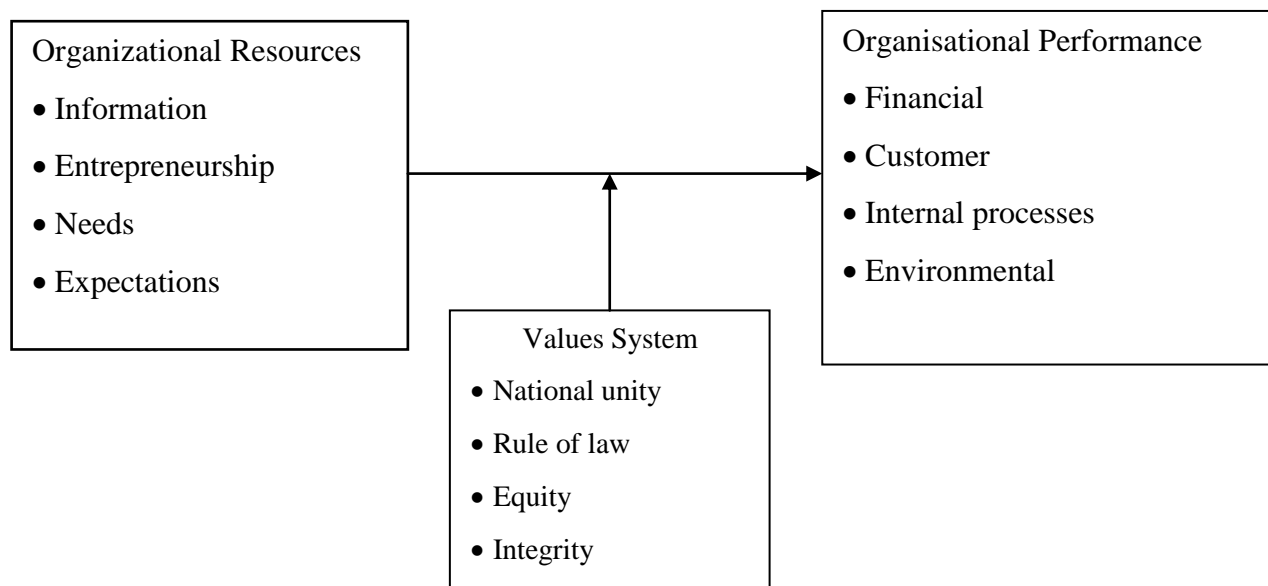 Organizational Resources
• Information
• Entrepreneurship
• Needs
• Expectations
Organisational Performance
• Financial
• Customer
• Internal processes
• Environmental
Values System
• National unity
• Rule of law
• Equity
• Integrity